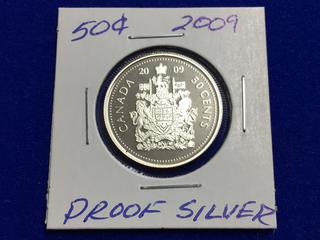 50¢ 2009
20 09
CANADA 50 CENTS
PROOF SILVER